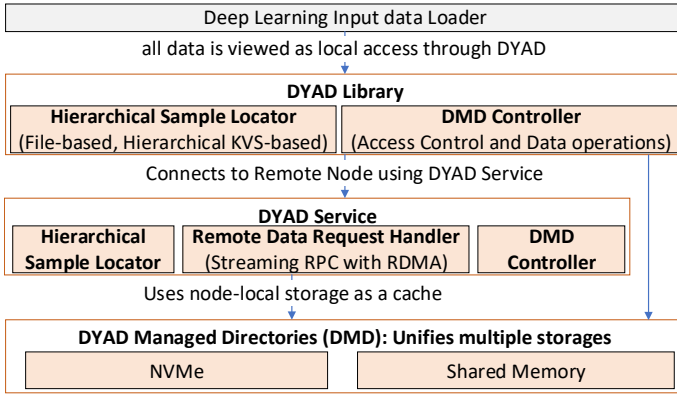 Deep Learning Input data Loader
all data is viewed as local access through DYAD
DYAD Library
Hierarchical Sample Locator
(File-based, Hierarchical KVS-based)
DMD Controller
(Access Control and Data operations)
Connects to Remote Node using DYAD Service
DYAD Service
Hierarchical
Sample Locator
Remote Data Request Handler
(Streaming RPC with RDMA)
DMD
Controller
Uses node-local storage as a cache
DYAD Managed Directories (DMD): Unifies multiple storages
NVMe
Shared Memory